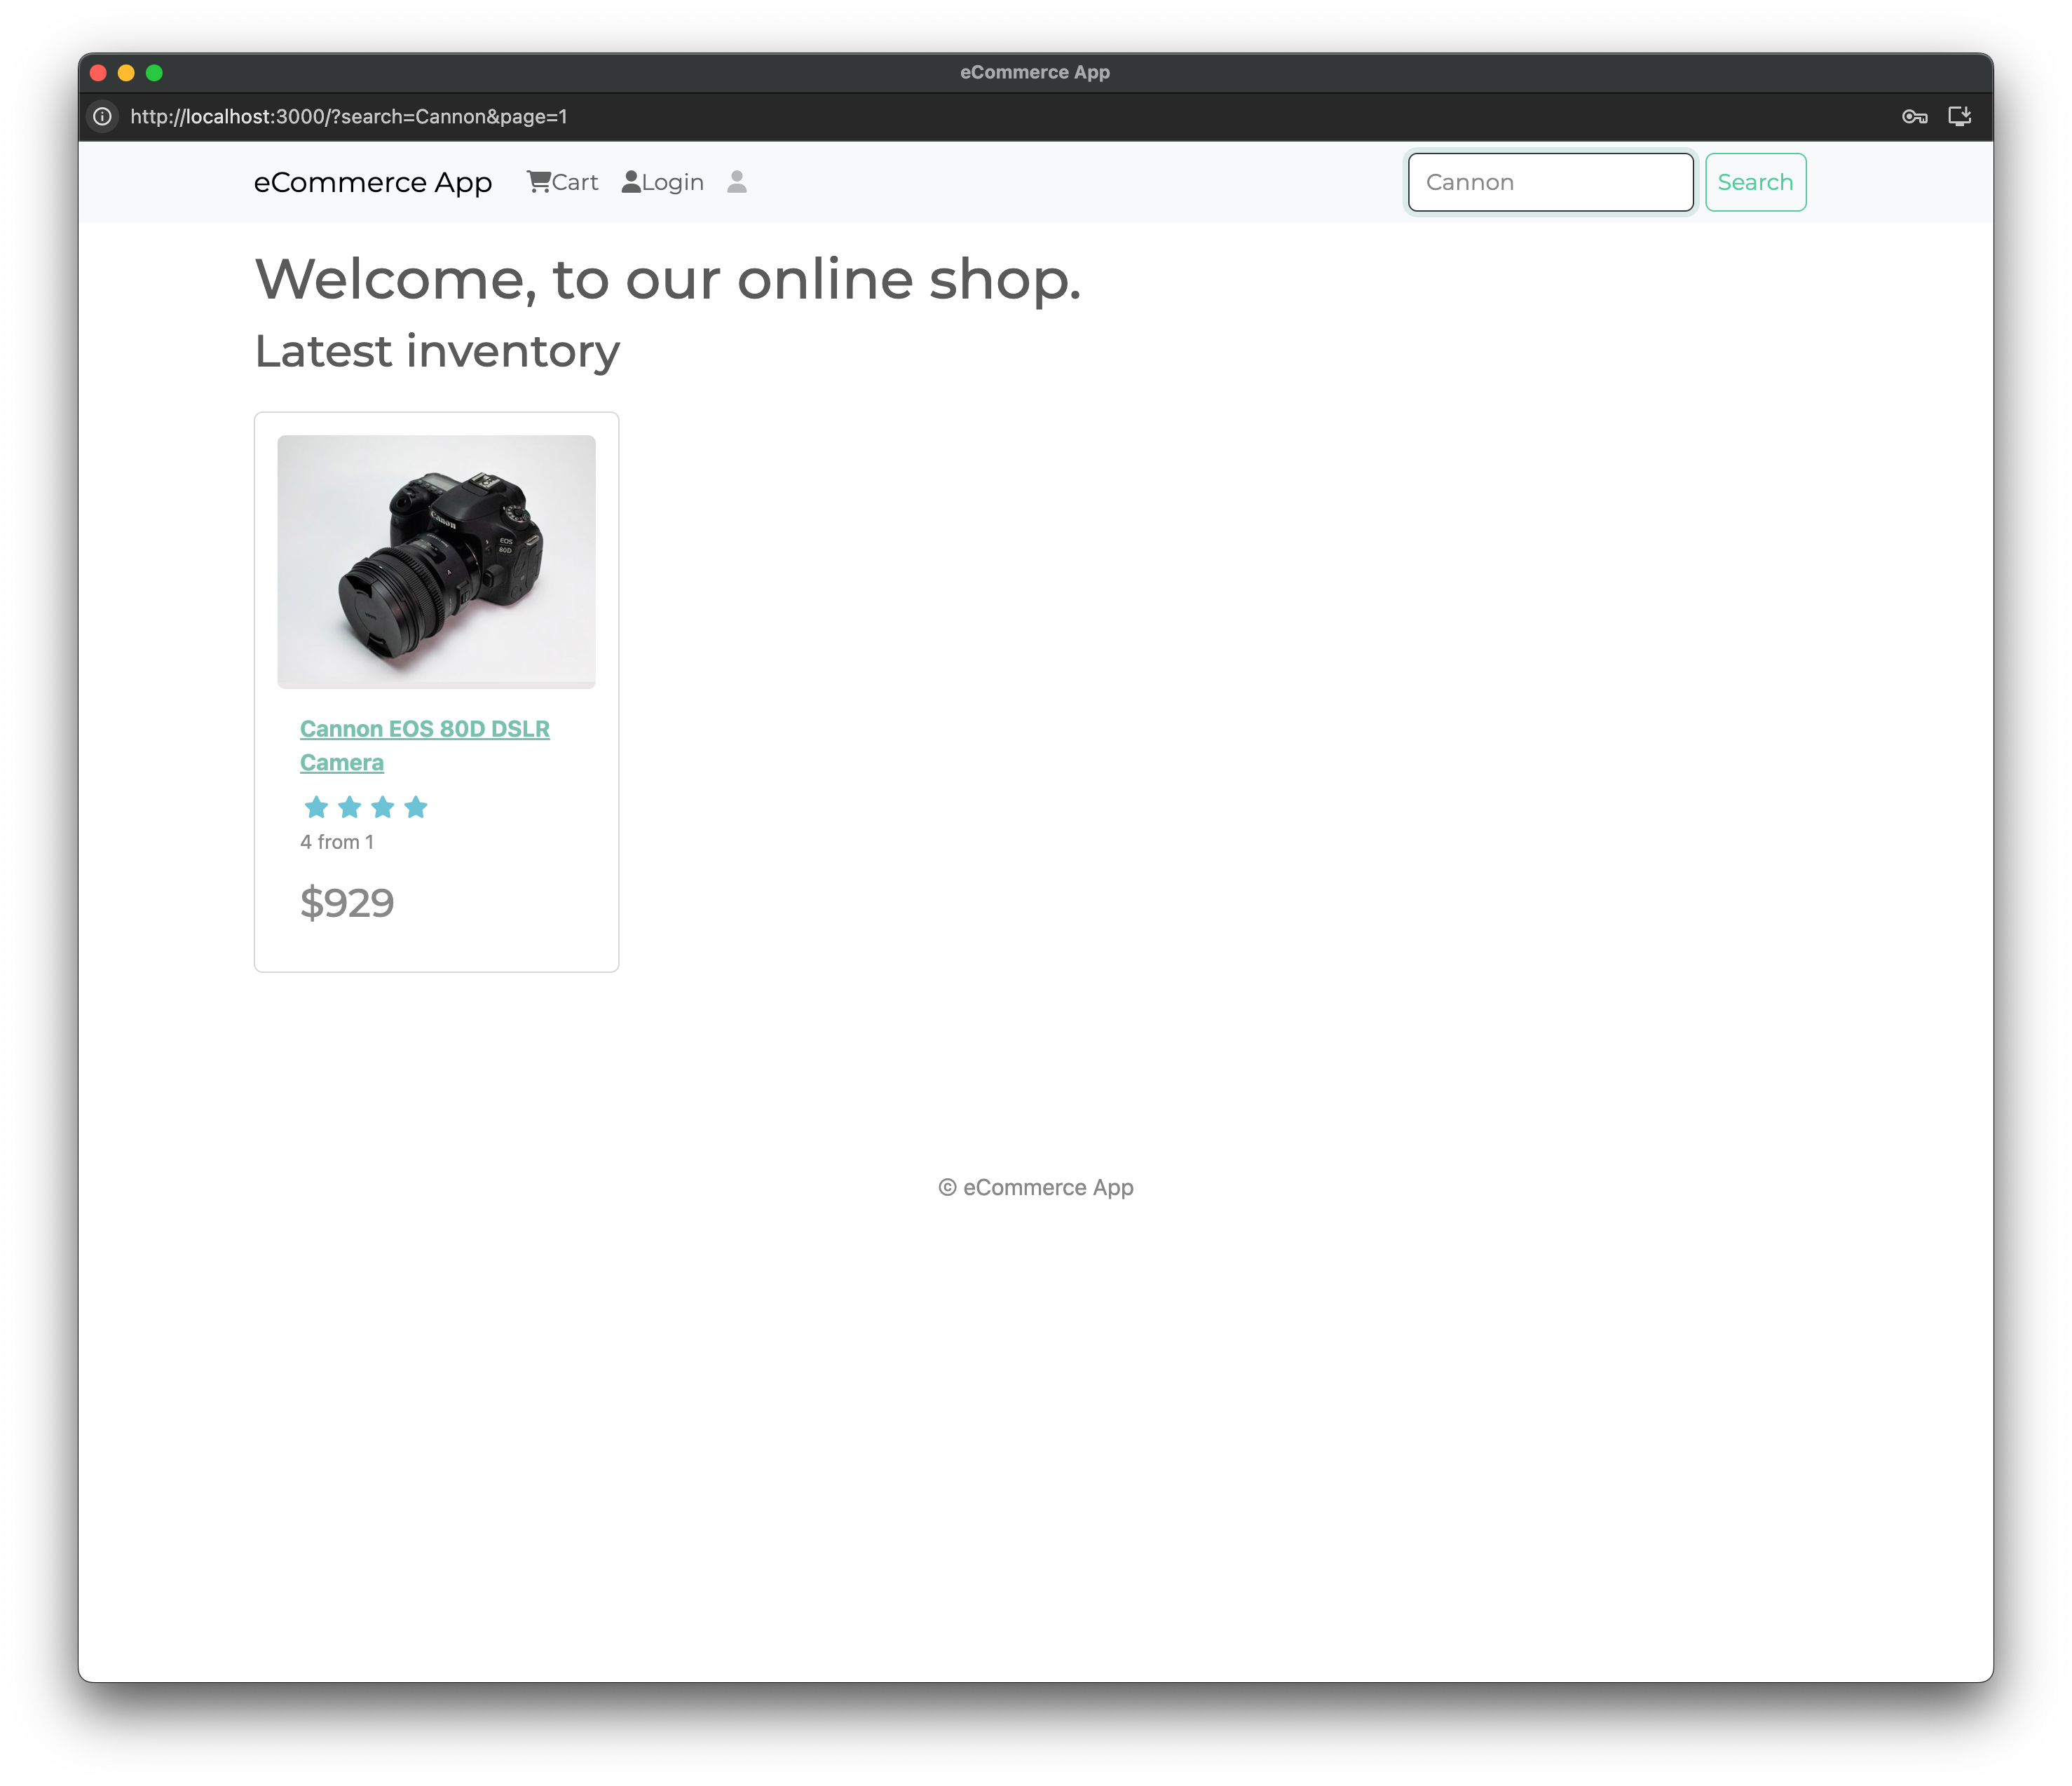 eCommerce App
http://localhost:3000/?search=Cannon&page=1
eCommerce App Cart Login Cannon Search
Welcome, to our online shop.
Latest inventory
Canon
EOS
80D
Cannon EOS 80D DSLR
Camera
4 from 1
$929
© eCommerce App